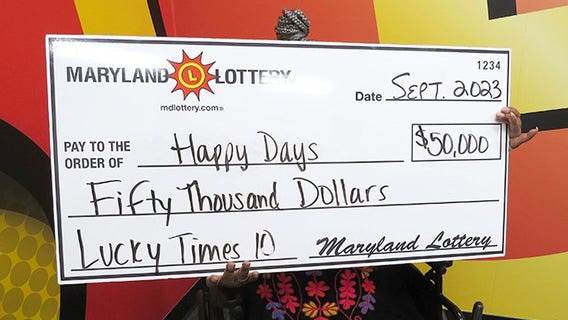 1234
MARYLAND L LOTTERY
mdlottery.com®
Date Sept. 2023
PAY TO THE
ORDER OF Happy Days $50,000
Fifty Thousand Dollars
Lucky Times 10 Maryland Lottery